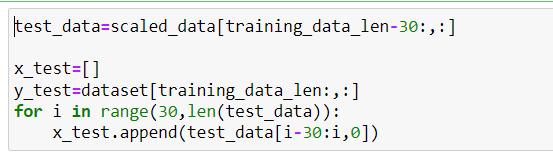 test_data=scaled_data[training_data_len-30:,:]
x_test=[]
y_test=dataset[training_data_len:,:]
for i in range(30,len(test_data)):
    x_test.append(test_data[i-30:i,0])